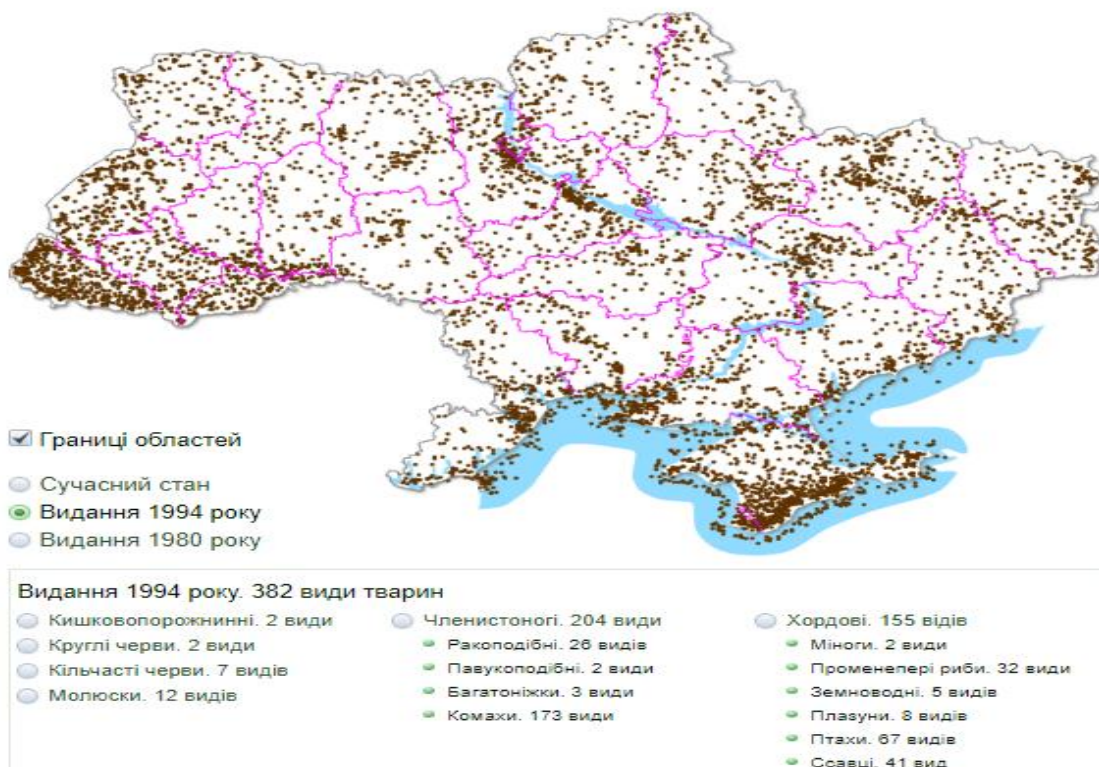 Границі областей
Сучасний стан
Видання 1994 року
Видання 1980 року
Видання 1994 року. 382 види тварин
Кишковопорожнинні. 2 види
Круглі черви. 2 види
Кільчасті черви. 7 видів
Молюски. 12 видів
Членистоногі. 204 види
Ракоподібні. 26 видів
Павукоподібні. 2 види
Багатоніжки. 3 види
Комахи. 173 види
Хордові. 155 відів
Міноги. 2 види
Променепері риби. 32 види
Земноводні. 5 видів
Плазуни. 8 видів
Птахи. 67 видів
Ссавці. 41 вид